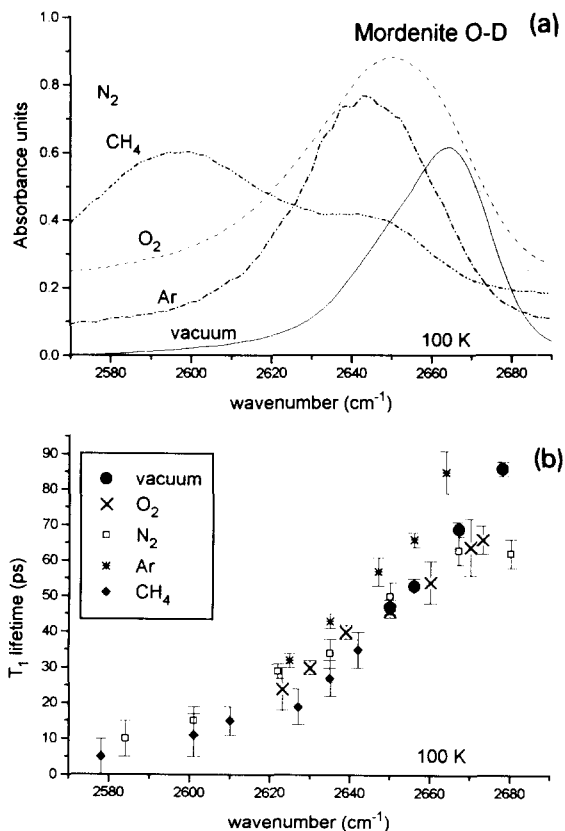 Mordenite O-D (a)
1.0
0.8
0.6
0.4
0.2
0.0
Absorbance units
N₂
CH₄
O₂
Ar
vacuum
100 K
2580 2600 2620 2640 2660 2680
wavenumber (cm⁻¹)
(b)
90
80
70
60
50
40
30
20
10
0
T₁ lifetime (ps)
vacuum
O₂
N₂
Ar
CH₄
100 K
2580 2600 2620 2640 2660 2680
wavenumber (cm⁻¹)